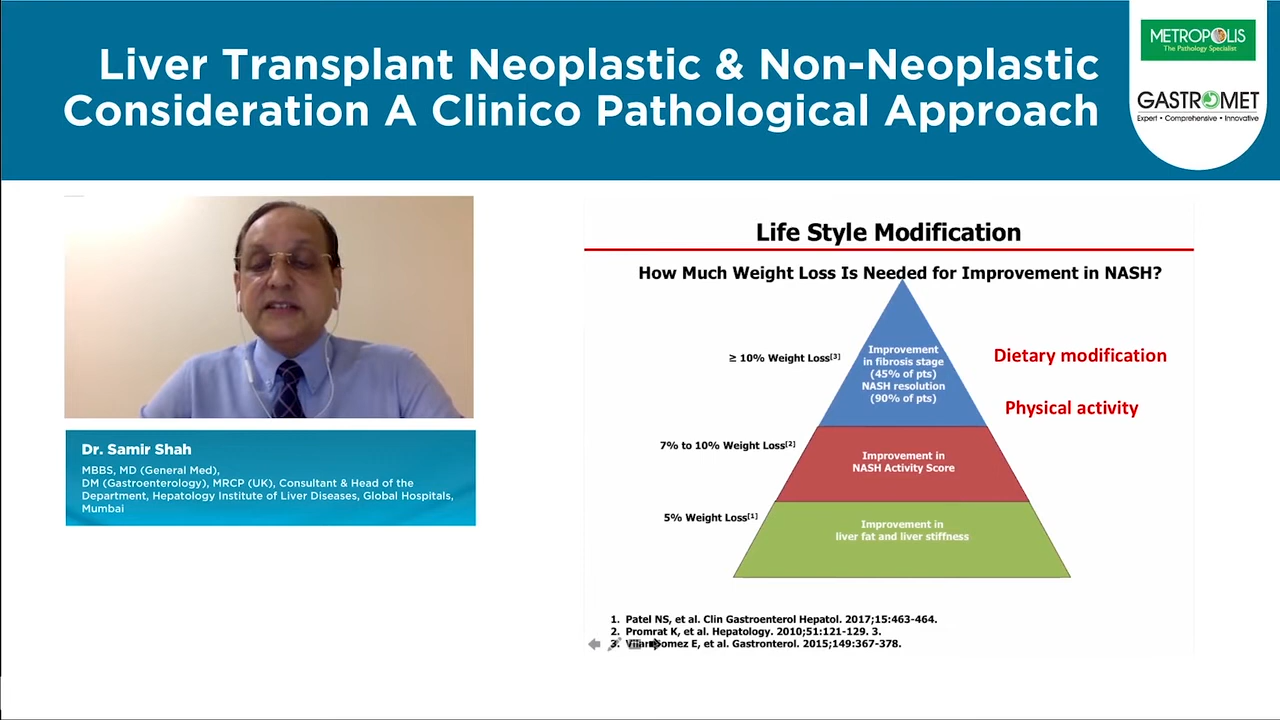 Liver Transplant Neoplastic & Non-Neoplastic
Consideration A Clinico Pathological Approach
METROPOLIS
The Pathology Specialist
GASTROMET
Expert • Comprehensive • Innovative
Dr. Samir Shah
MBBS, MD (General Med),
DM (Gastroenterology), MRCP (UK), Consultant & Head of the
Department, Hepatology Institute of Liver Diseases, Global Hospitals,
Mumbai
Life Style Modification
How Much Weight Loss Is Needed for Improvement in NASH?
≥ 10% Weight Loss[3]
Improvement
in fibrosis stage
(45% of pts)
NASH resolution
(90% of pts)
Dietary modification
Physical activity
7% to 10% Weight Loss[2]
Improvement in
NASH Activity Score
5% Weight Loss[1]
Improvement in
liver fat and liver stiffness
1. Patel NS, et al. Clin Gastroenterol Hepatol. 2017;15:463-464.
2. Promrat K, et al. Hepatology. 2010;51:121-129. 3.
3. E, et al. Gastronterol. 2015;149:367-378.